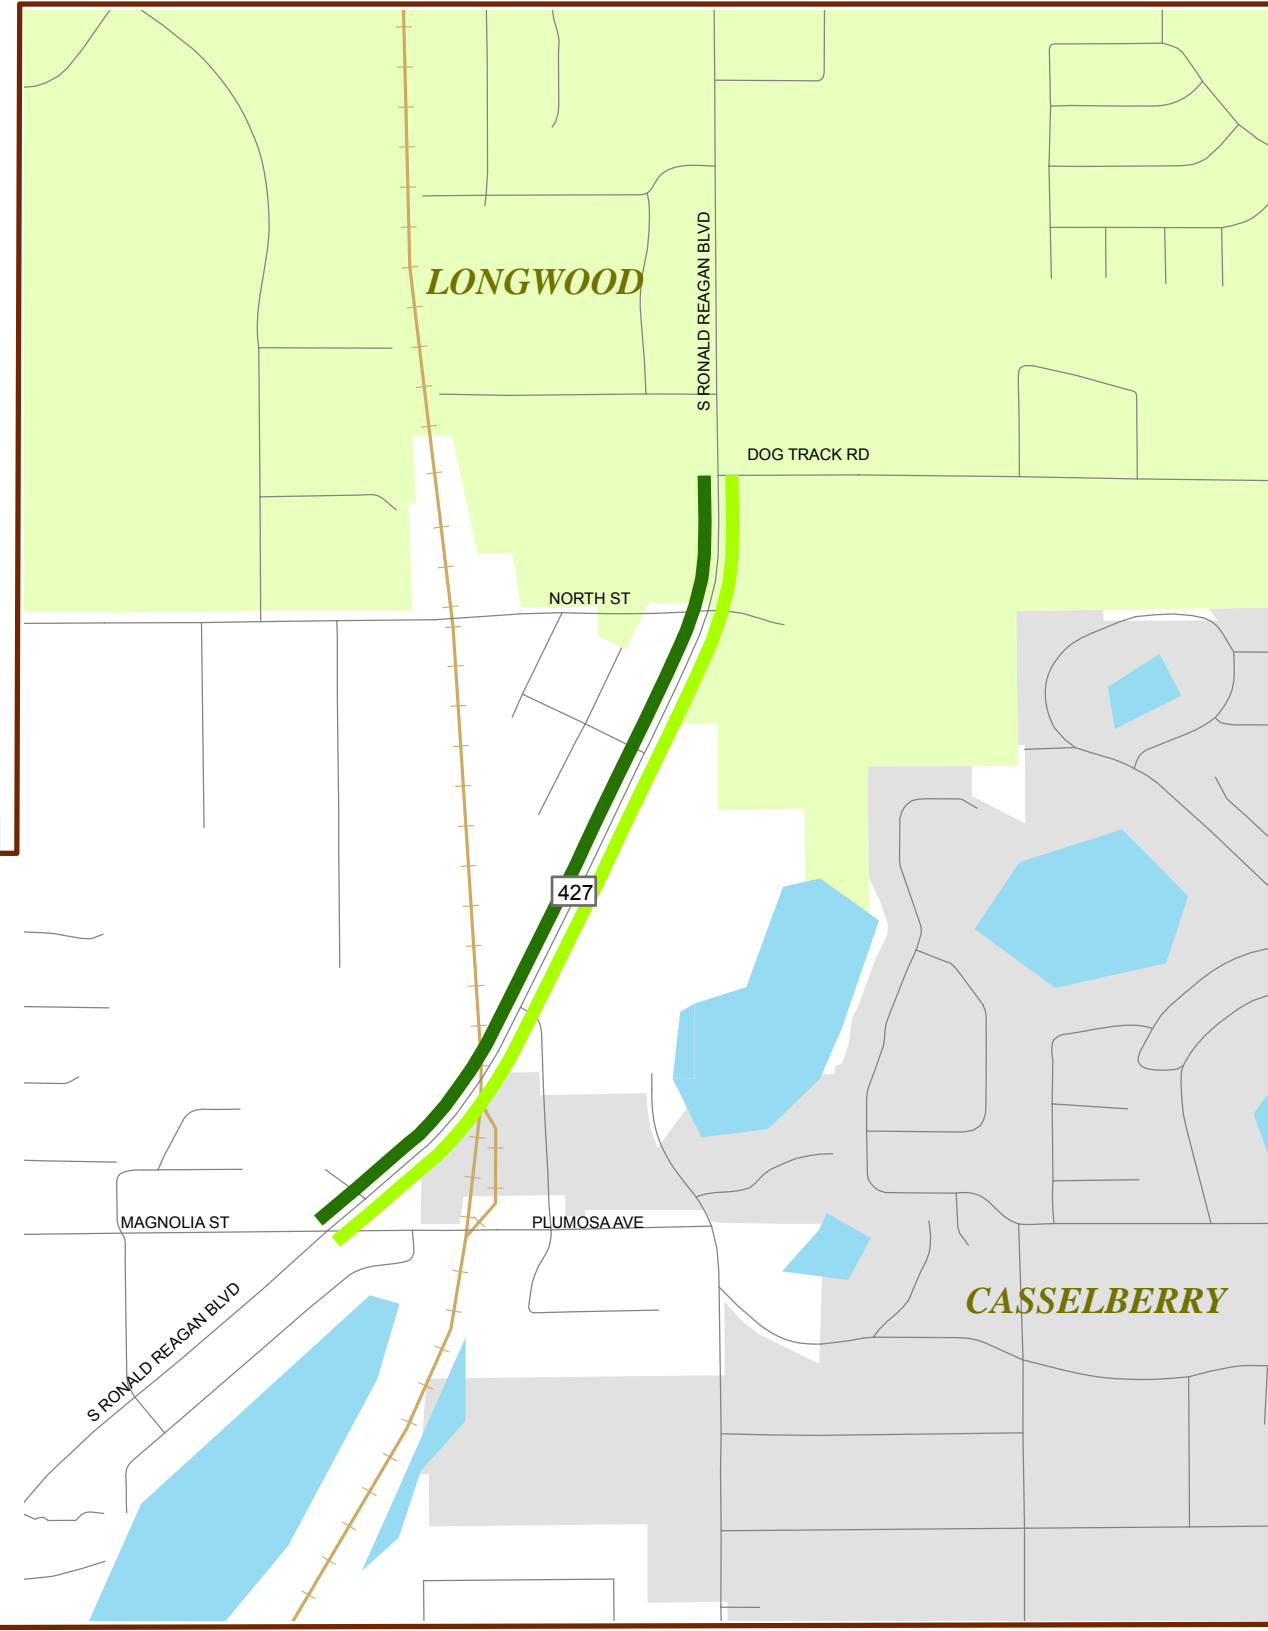 S RONALD REAGAN BLVD
LONGWOOD
DOG TRACK RD
NORTH ST
427
MAGNOLIA ST
PLUMOSA AVE
S RONALD REAGAN BLVD
CASSELBERRY